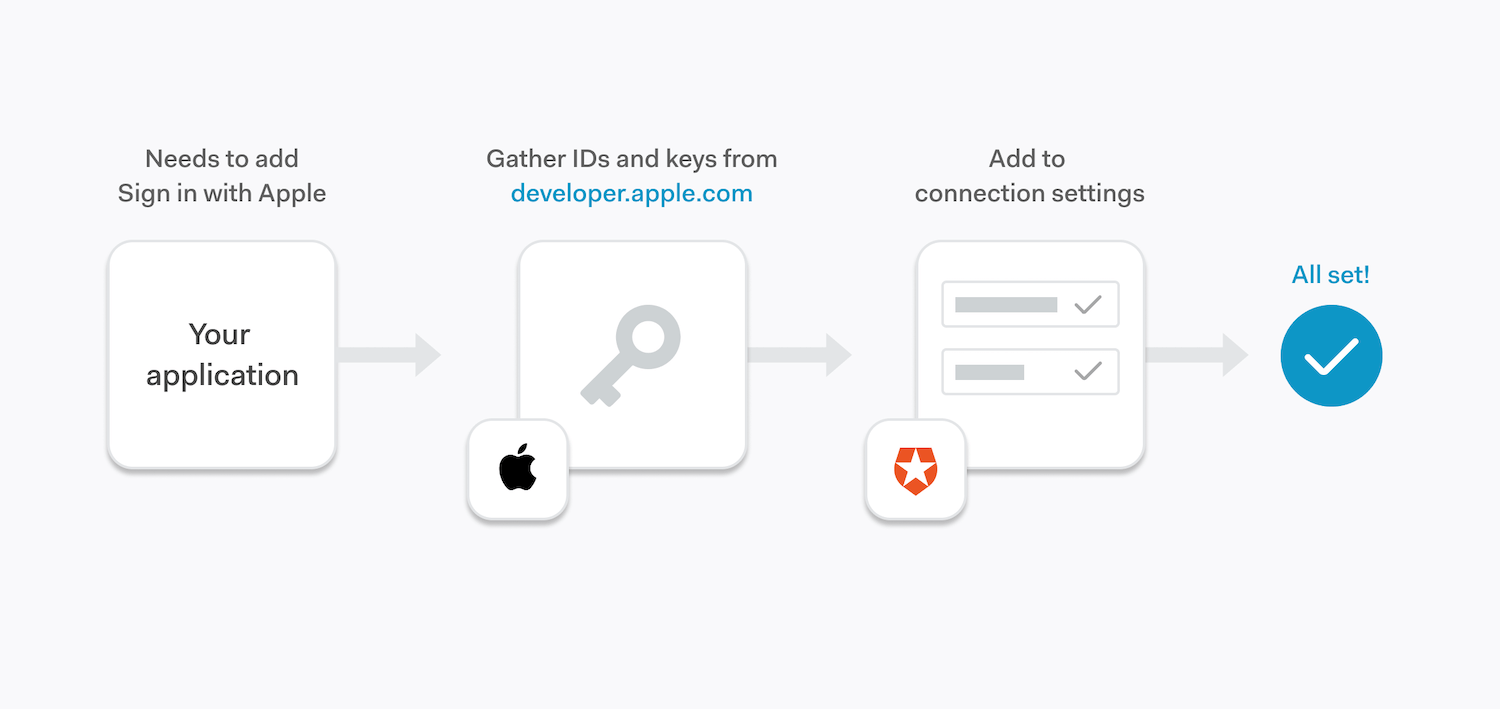 Needs to add
Sign in with Apple
Your
application
Gather IDs and keys from
developer.apple.com
Add to
connection settings
All set!